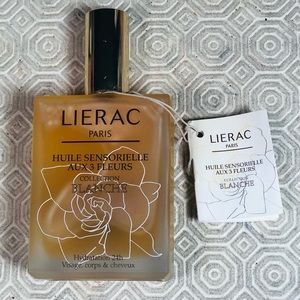 LIERAC
PARIS
HUILE SENSORIELLE
AUX 3 FLEURS
COLLECTION
BLANCHE
Hydratation 24h
Visage, corps & cheveux
LIERAC
PARIS
HUILE SENSORIELLE
AUX 3 FLEURS
COLLECTION
BLANCHE